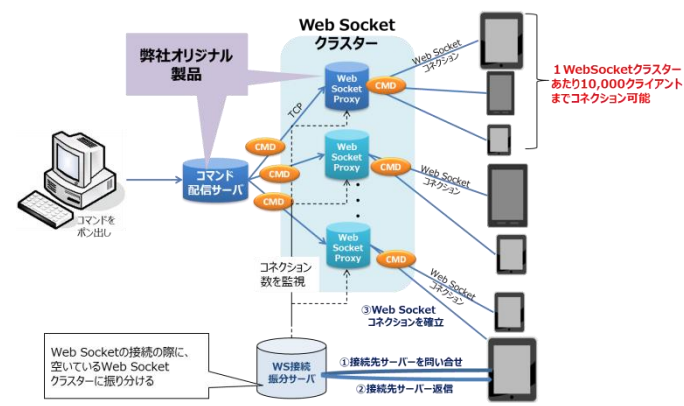 Web Socket
クラスター
弊社オリジナル
製品
Web
Socket
Proxy
CMD
Web Socket
コネクション
１WebSocketクラスター
あたり10,000クライアント
までコネクション可能
TCP
CMD
CMD
CMD
コマンド
配信サーバ
コマンドを
ポン出し
Web
Socket
Proxy
CMD
Web Socket
コネクション
Web
Socket
Proxy
CMD
Web Socket
コネクション
コネクション
数を監視
③Web Socket
コネクションを確立
Web Socketの接続の際に、
空いているWeb Socket
クラスターに振り分ける
WS接続
振分サーバ
①接続先サーバーを問い合せ
②接続先サーバー返信